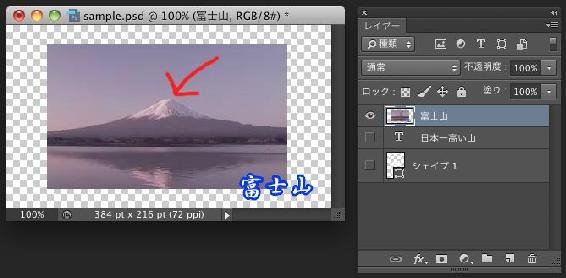 sample.psd @ 100% (富士山, RGB/8#) *
富士山
100%
384 pt x 216 pt (72 ppi)
レイヤー
種類
T
通常
不透明度: 100%
ロック:
塗り: 100%
富士山
T 日本一高い山
シェイプ 1
fx